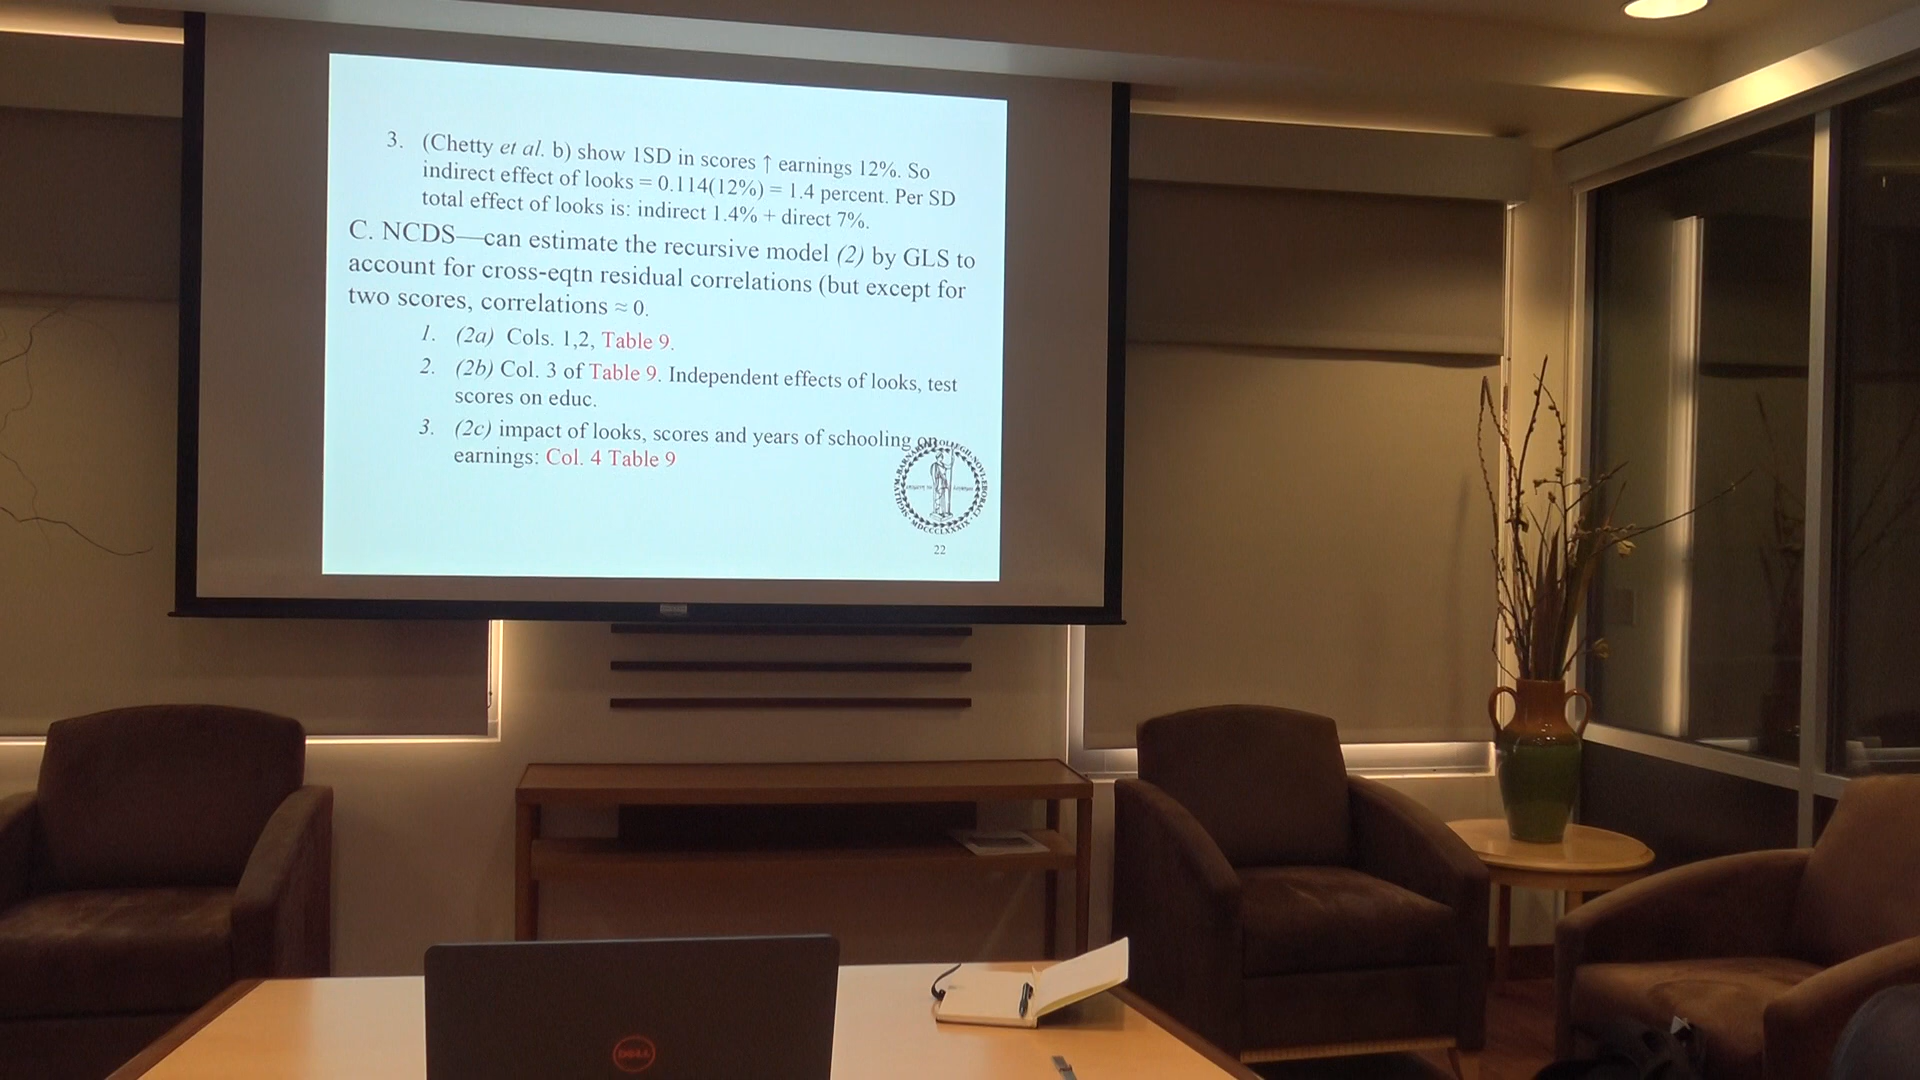 3. (Chetty et al. b) show 1SD in scores ↑ earnings 12%. So
indirect effect of looks = 0.114(12%) = 1.4 percent. Per SD
total effect of looks is: indirect 1.4% + direct 7%.
C. NCDS—can estimate the recursive model (2) by GLS to
account for cross-eqtn residual correlations (but except for
two scores, correlations ≈ 0.
1. (2a) Cols. 1,2, Table 9.
2. (2b) Col. 3 of Table 9. Independent effects of looks, test
scores on educ.
3. (2c) impact of looks, scores and years of schooling on
earnings: Col. 4 Table 9
MDCCCLXXXIX
22
DELL